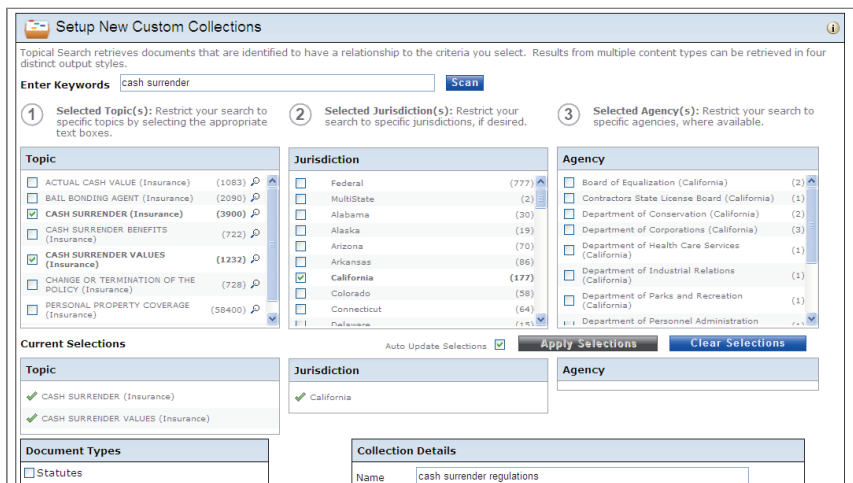 Setup New Custom Collections
Topical Search retrieves documents that are identified to have a relationship to the criteria you select. Results from multiple content types can be retrieved in four
distinct output styles.
Enter Keywords cash surrender Scan
1 Selected Topic(s): Restrict your search to
specific topics by selecting the appropriate
text boxes.
2 Selected Jurisdiction(s): Restrict your
search to specific jurisdictions, if desired.
3 Selected Agency(s): Restrict your search to
specific agencies, where available.
Topic
ACTUAL CASH VALUE (Insurance) (1083)
BAIL BONDING AGENT (Insurance) (2090)
CASH SURRENDER (Insurance) (3900)
CASH SURRENDER BENEFITS
(Insurance) (722)
CASH SURRENDER VALUES
(Insurance) (1232)
CHANGE OR TERMINATION OF THE
POLICY (Insurance) (728)
PERSONAL PROPERTY COVERAGE
(Insurance) (58400)
Jurisdiction
Federal (777)
MultiState (2)
Alabama (30)
Alaska (19)
Arizona (70)
Arkansas (86)
California (177)
Colorado (58)
Connecticut (64)
Delaware (15)
Agency
Board of Equalization (California) (2)
Contractors State License Board (California) (1)
Department of Conservation (California) (2)
Department of Corporations (California) (3)
Department of Health Care Services
(California) (1)
Department of Industrial Relations
(California) (1)
Department of Parks and Recreation
(California) (1)
Department of Personnel Administration
Current Selections
Auto Update Selections Apply Selections Clear Selections
Topic
CASH SURRENDER (Insurance)
CASH SURRENDER VALUES (Insurance)
Jurisdiction
California
Agency
Document Types
Statutes
Collection Details
Name cash surrender regulations